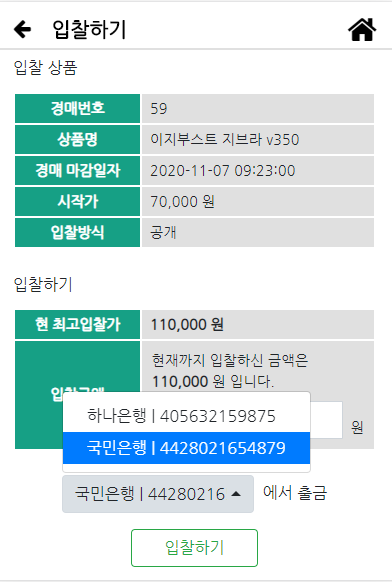 입찰하기
입찰 상품
경매번호 59
상품명 이지부스트 지브라 v350
경매 마감일자 2020-11-07 09:23:00
시작가 70,000 원
입찰방식 공개
입찰하기
현 최고입찰가 110,000 원
현재까지 입찰하신 금액은
110,000 원 입니다.
입찰금액
원
하나은행 | 405632159875
국민은행 | 4428021654879
국민은행 | 44280216 에서 출금
입찰하기